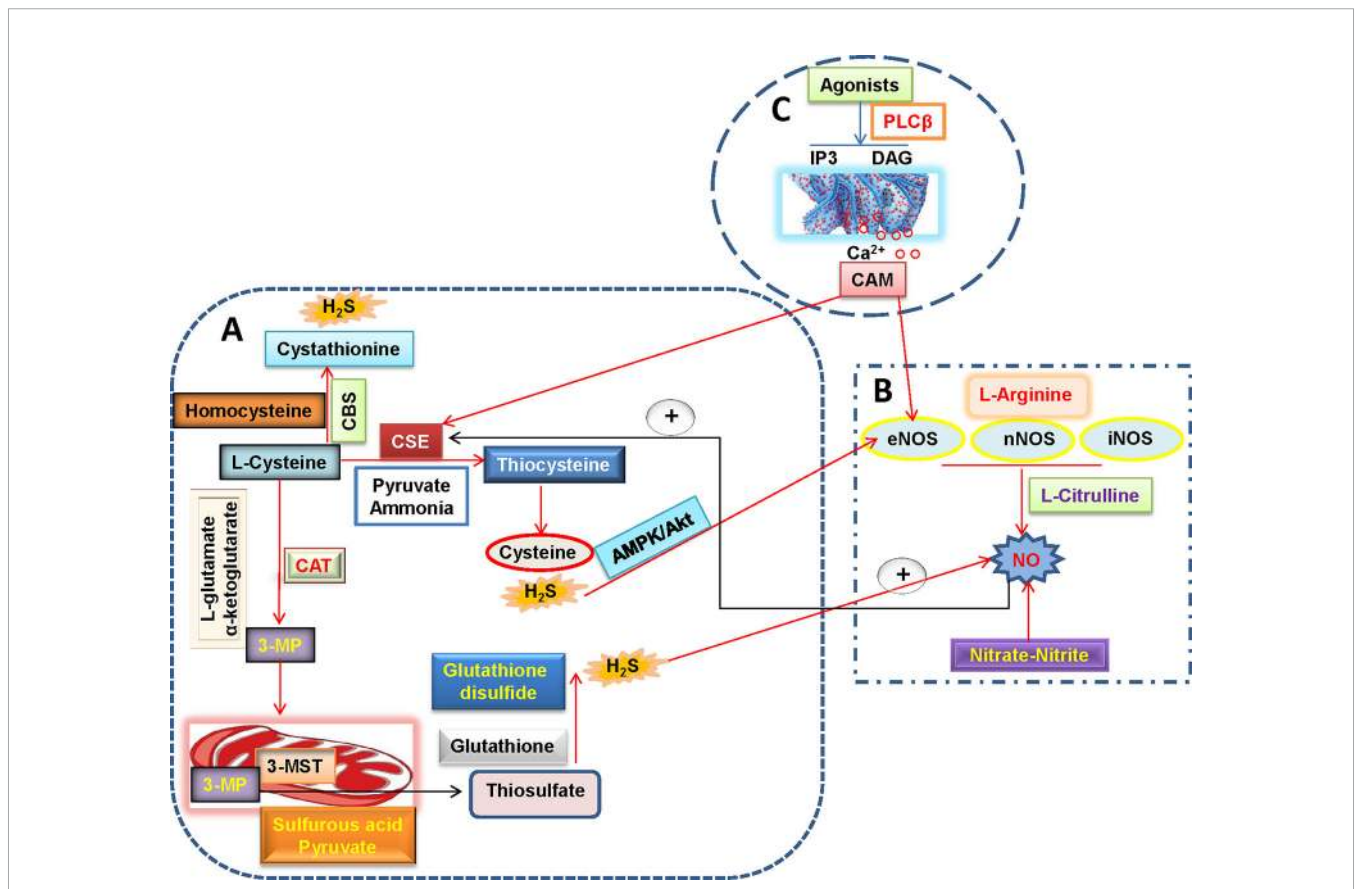 Agonists
C
PLCβ
IP3 DAG
Ca²⁺
CAM
A
H₂S
Cystathionine
Homocysteine
CBS
L-Cysteine
CSE
Pyruvate
Ammonia
Thiocysteine
Cysteine
H₂S
AMPK/Akt
+
L-glutamate
α-ketoglutarate
CAT
3-MP
Glutathione
disulfide
H₂S
Glutathione
3-MST
3-MP
Thiosulfate
Sulfurous acid
Pyruvate
B
L-Arginine
eNOS nNOS iNOS
L-Citrulline
NO
+
Nitrate-Nitrite